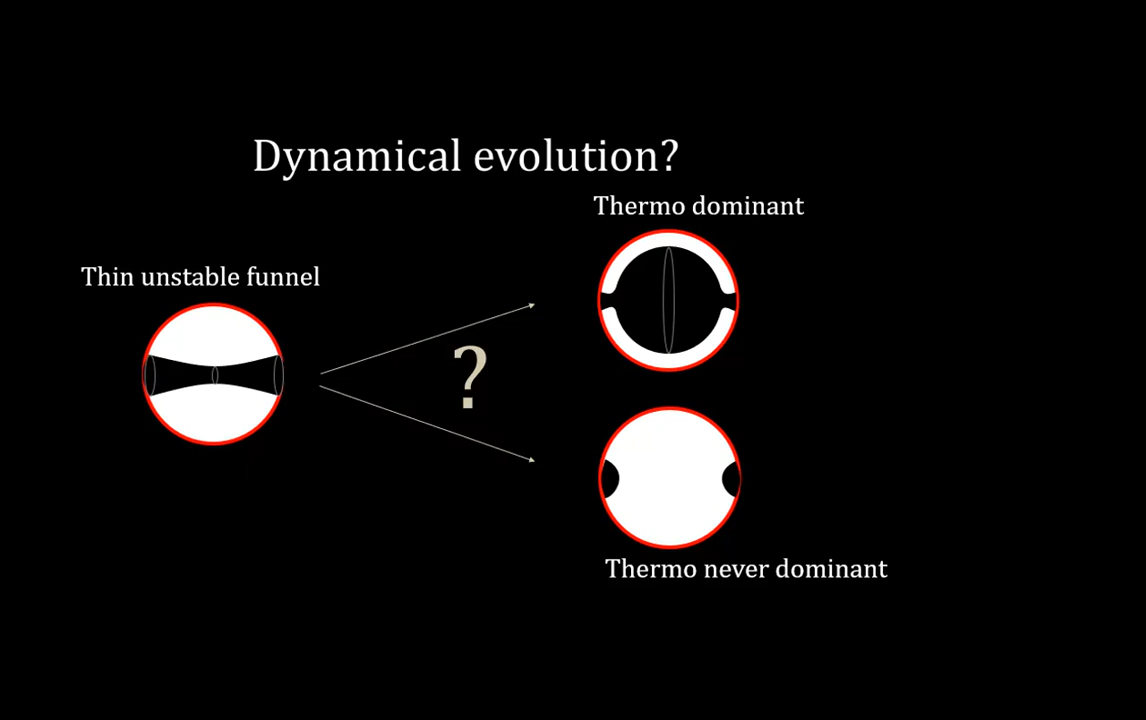 Dynamical evolution?
Thermo dominant
Thin unstable funnel
?
Thermo never dominant